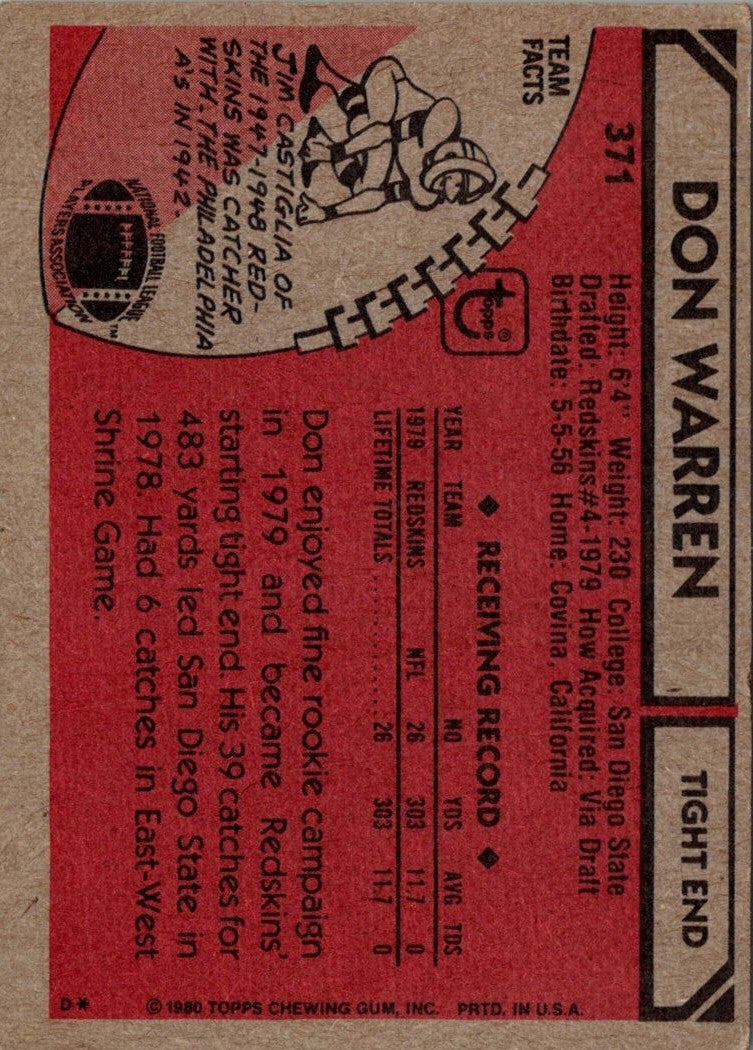 DON WARREN
TIGHT END
371
Height: 6'4" Weight: 230 College: San Diego State
Drafted: Redskins #4-1979 How Acquired: Via Draft
Birthdate: 5-5-56 Home: Covina, California
TEAM
FACTS
JIM CASTIGLIA OF
THE 1947-1948 RED-
SKINS WAS CATCHER
WITH THE PHILADELPHIA
A'S IN 1942.
NATIONAL FOOTBALL LEAGUE
PLAYERS ASSOCIATION
™
topps ®
◆ RECEIVING RECORD ◆
YEAR TEAM NO YDS AVG TDS
1979 REDSKINS NFL 26 303 11.7 0
LIFETIME TOTALS .............. 26 303 11.7 0
Don enjoyed fine rookie campaign
in 1979 and became Redskins'
starting tight end. His 39 catches for
483 yards led San Diego State in
1978. Had 6 catches in East-West
Shrine Game.
D* © 1980 TOPPS CHEWING GUM, INC. PRTD. IN U.S.A.